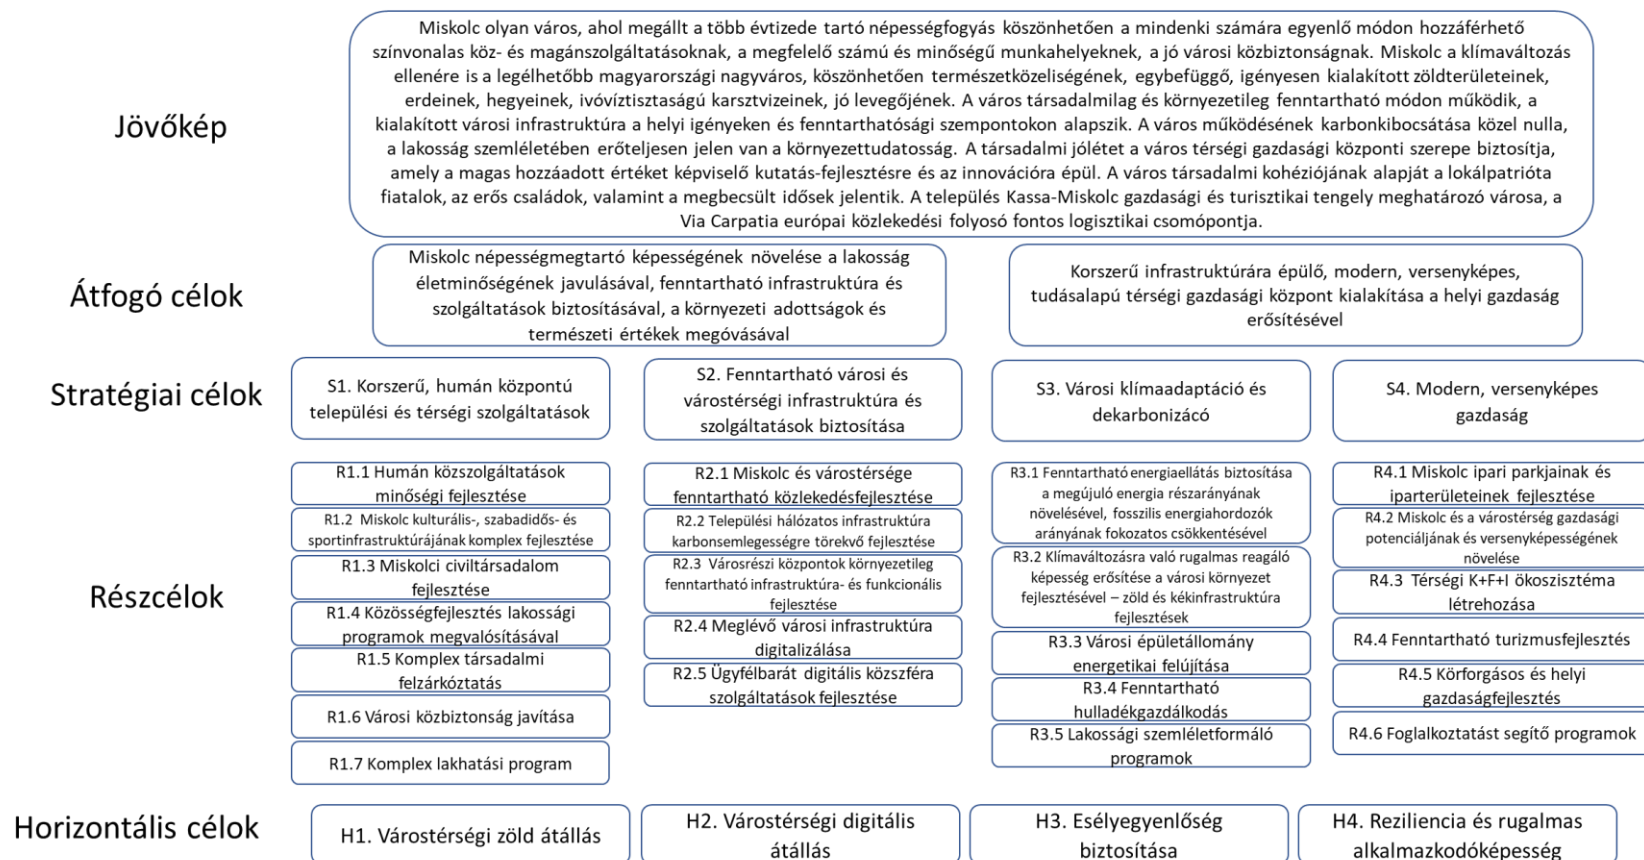 Jövőkép
Miskolc olyan város, ahol megállt a több évtizede tartó népességfogyás köszönhetően a mindenki számára egyenlő módon hozzáférhető
színvonalas köz- és magánszolgáltatásoknak, a megfelelő számú és minőségű munkahelyeknek, a jó városi közbiztonságnak. Miskolc a klímaváltozás
ellenére is a legélhetőbb magyarországi nagyváros, köszönhetően természetközeliségének, egybefüggő, igényesen kialakított zöldterületeinek,
erdeinek, hegyeinek, ivóvíztisztaságú karsztvizeinek, jó levegőjének. A város társadalmilag és környezetileg fenntartható módon működik, a
kialakított városi infrastruktúra a helyi igényeken és fenntarthatósági szempontokon alapszik. A város működésének karbonkibocsátása közel nulla,
a lakosság szemléletében erőteljesen jelen van a környezettudatosság. A társadalmi jólétet a város térségi gazdasági központi szerepe biztosítja,
amely a magas hozzáadott értéket képviselő kutatás-fejlesztésre és az innovációra épül. A város társadalmi kohéziójának alapját a lokálpatrióta
fiatalok, az erős családok, valamint a megbecsült idősek jelentik. A település Kassa-Miskolc gazdasági és turisztikai tengely meghatározó városa, a
Via Carpatia európai közlekedési folyosó fontos logisztikai csomópontja.
Átfogó célok
Miskolc népességmegtartó képességének növelése a lakosság
életminőségének javulásával, fenntartható infrastruktúra és
szolgáltatások biztosításával, a környezeti adottságok és
természeti értékek megóvásával
Korszerű infrastruktúrára épülő, modern, versenyképes,
tudásalapú térségi gazdasági központ kialakítása a helyi gazdaság
erősítésével
Stratégiai célok
S1. Korszerű, humán központú
települési és térségi szolgáltatások
S2. Fenntartható városi és
várostérségi infrastruktúra és
szolgáltatások biztosítása
S3. Városi klímaadaptáció és
dekarbonizácó
S4. Modern, versenyképes
gazdaság
Részcélok
R1.1 Humán közszolgáltatások
minőségi fejlesztése
R1.2 Miskolc kulturális-, szabadidős- és
sportinfrastruktúrájának komplex fejlesztése
R1.3 Miskolci civiltársadalom
fejlesztése
R1.4 Közösségfejlesztés lakossági
programok megvalósításával
R1.5 Komplex társadalmi
felzárkóztatás
R1.6 Városi közbiztonság javítása
R1.7 Komplex lakhatási program
R2.1 Miskolc és várostérsége
fenntartható közlekedésfejlesztése
R2.2 Települési hálózatos infrastruktúra
karbonsemlegességre törekvő fejlesztése
R2.3 Városrészi központok környezetileg
fenntartható infrastruktúra- és funkcionális
fejlesztése
R2.4 Meglévő városi infrastruktúra
digitalizálása
R2.5 Ügyfélbarát digitális közszféra
szolgáltatások fejlesztése
R3.1 Fenntartható energiaellátás biztosítása
a megújuló energia részarányának
növelésével, fosszilis energiahordozók
arányának fokozatos csökkentésével
R3.2 Klímaváltozásra való rugalmas reagáló
képesség erősítése a városi környezet
fejlesztésével – zöld és kékinfrastruktúra
fejlesztések
R3.3 Városi épületállomány
energetikai felújítása
R3.4 Fenntartható
hulladékgazdálkodás
R3.5 Lakossági szemléletformáló
programok
R4.1 Miskolc ipari parkjainak és
iparterületeinek fejlesztése
R4.2 Miskolc és a várostérség gazdasági
potenciáljának és versenyképességének
növelése
R4.3 Térségi K+F+I ökoszisztéma
létrehozása
R4.4 Fenntartható turizmusfejlesztés
R4.5 Körforgásos és helyi
gazdaságfejlesztés
R4.6 Foglalkoztatást segítő programok
Horizontális célok
H1. Várostérségi zöld átállás
H2. Várostérségi digitális
átállás
H3. Esélyegyenlőség
biztosítása
H4. Reziliencia és rugalmas
alkalmazkodóképesség